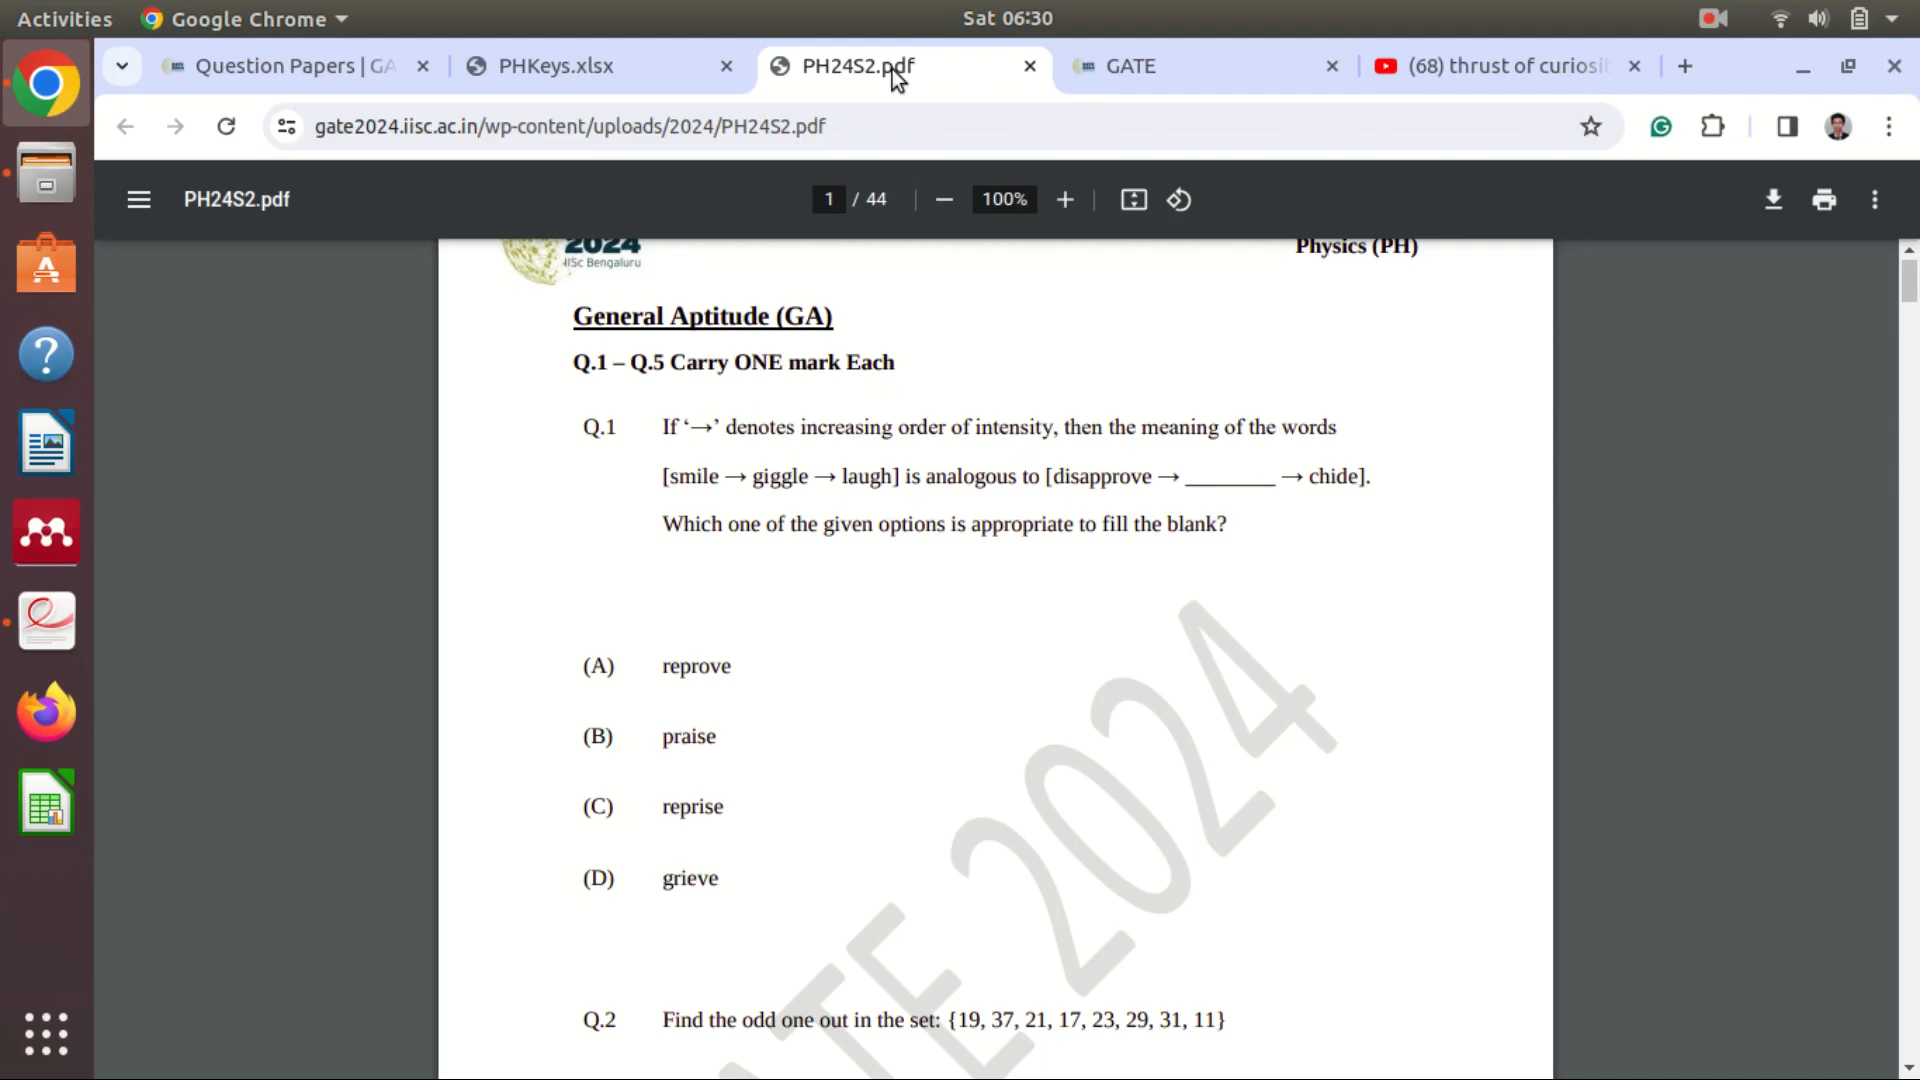 Activities Google Chrome Sat 06:30
Question Papers | GA PHKeys.xlsx PH24S2.pdf GATE (68) thrust of curiosit
gate2024.iisc.ac.in/wp-content/uploads/2024/PH24S2.pdf
PH24S2.pdf 1 / 44 100%
2024 Physics (PH)
IISc Bengaluru
General Aptitude (GA)
Q.1 – Q.5 Carry ONE mark Each
Q.1 If ‘→’ denotes increasing order of intensity, then the meaning of the words
[smile → giggle → laugh] is analogous to [disapprove → ________ → chide].
Which one of the given options is appropriate to fill the blank?
(A) reprove
(B) praise
(C) reprise
(D) grieve
Q.2 Find the odd one out in the set: {19, 37, 21, 17, 23, 29, 31, 11}
GATE 2024